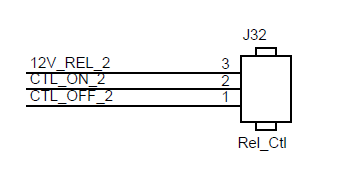 J32
12V_REL_2 3
CTL_ON_2 2
CTL_OFF_2 1
Rel_Ctl